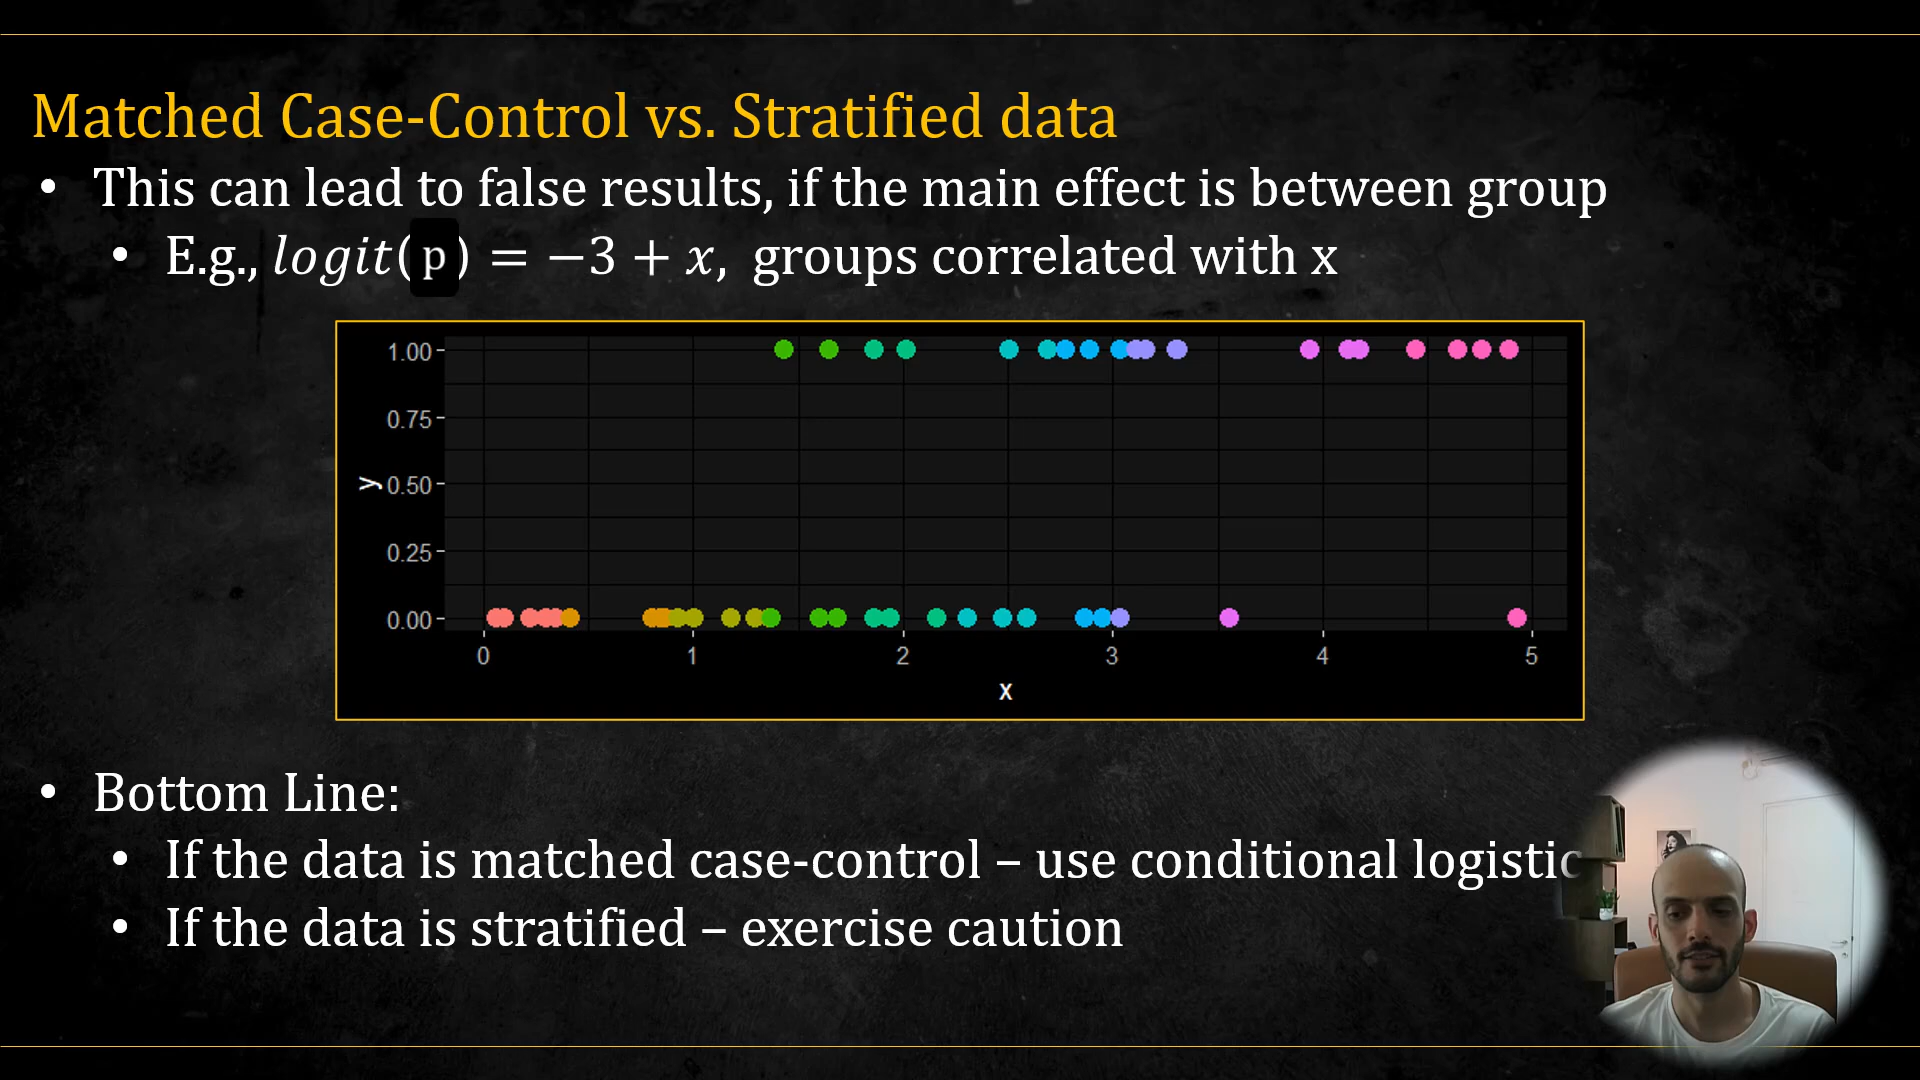 Matched Case-Control vs. Stratified data
• This can lead to false results, if the main effect is between group
• E.g., logit(p) = −3 + x, groups correlated with x
1.00
0.75
0.50
0.25
0.00
y
0 1 2 3 4 5
x
• Bottom Line:
• If the data is matched case-control – use conditional logistic
• If the data is stratified – exercise caution